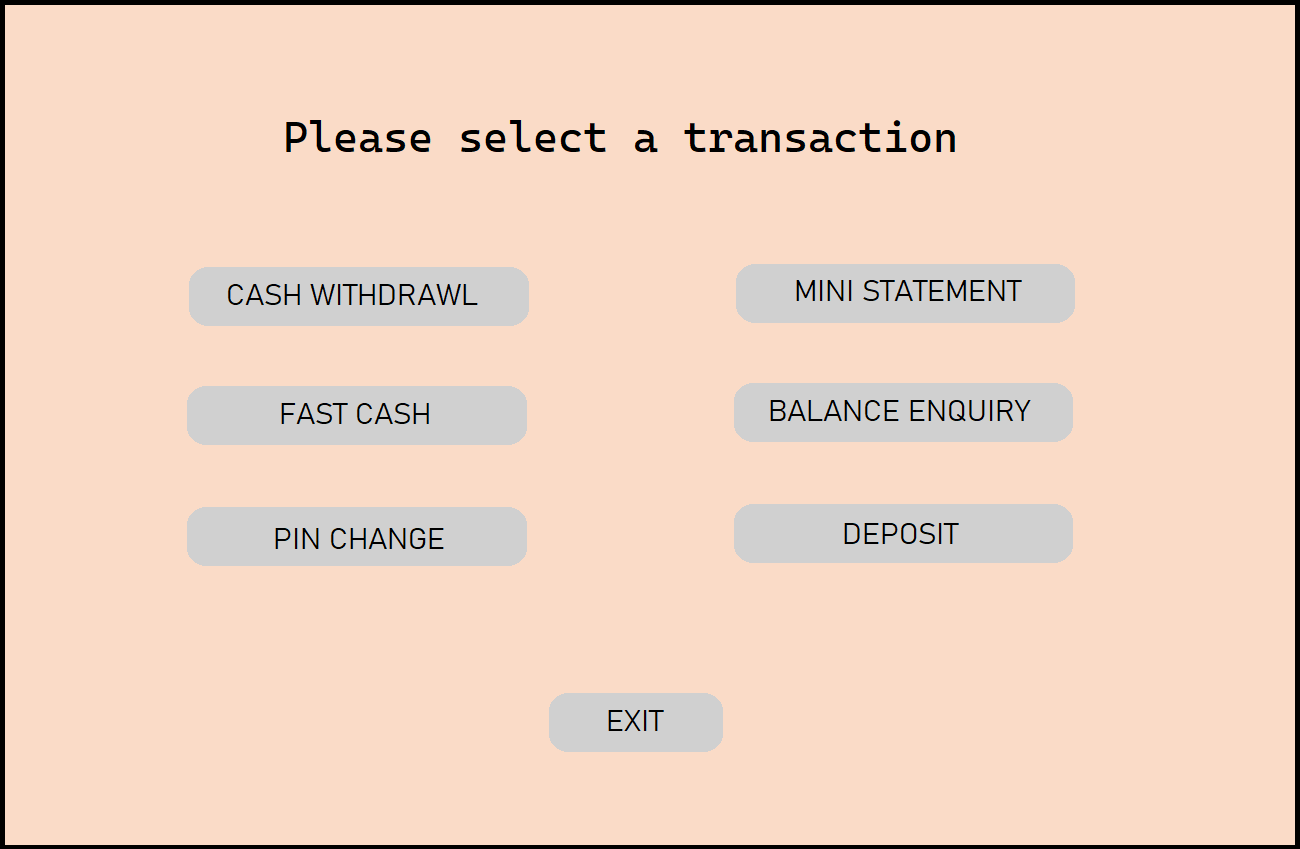 Please select a transaction
CASH WITHDRAWL
MINI STATEMENT
FAST CASH
BALANCE ENQUIRY
PIN CHANGE
DEPOSIT
EXIT